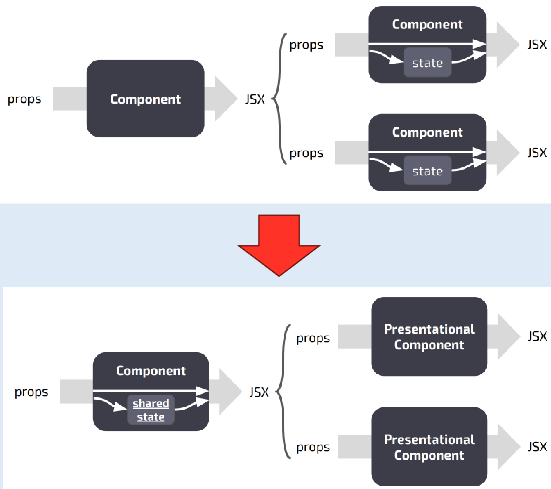 props
Component
JSX
props
Component
state
JSX
props
Component
state
JSX
props
Component
shared
state
JSX
props
Presentational
Component
JSX
props
Presentational
Component
JSX